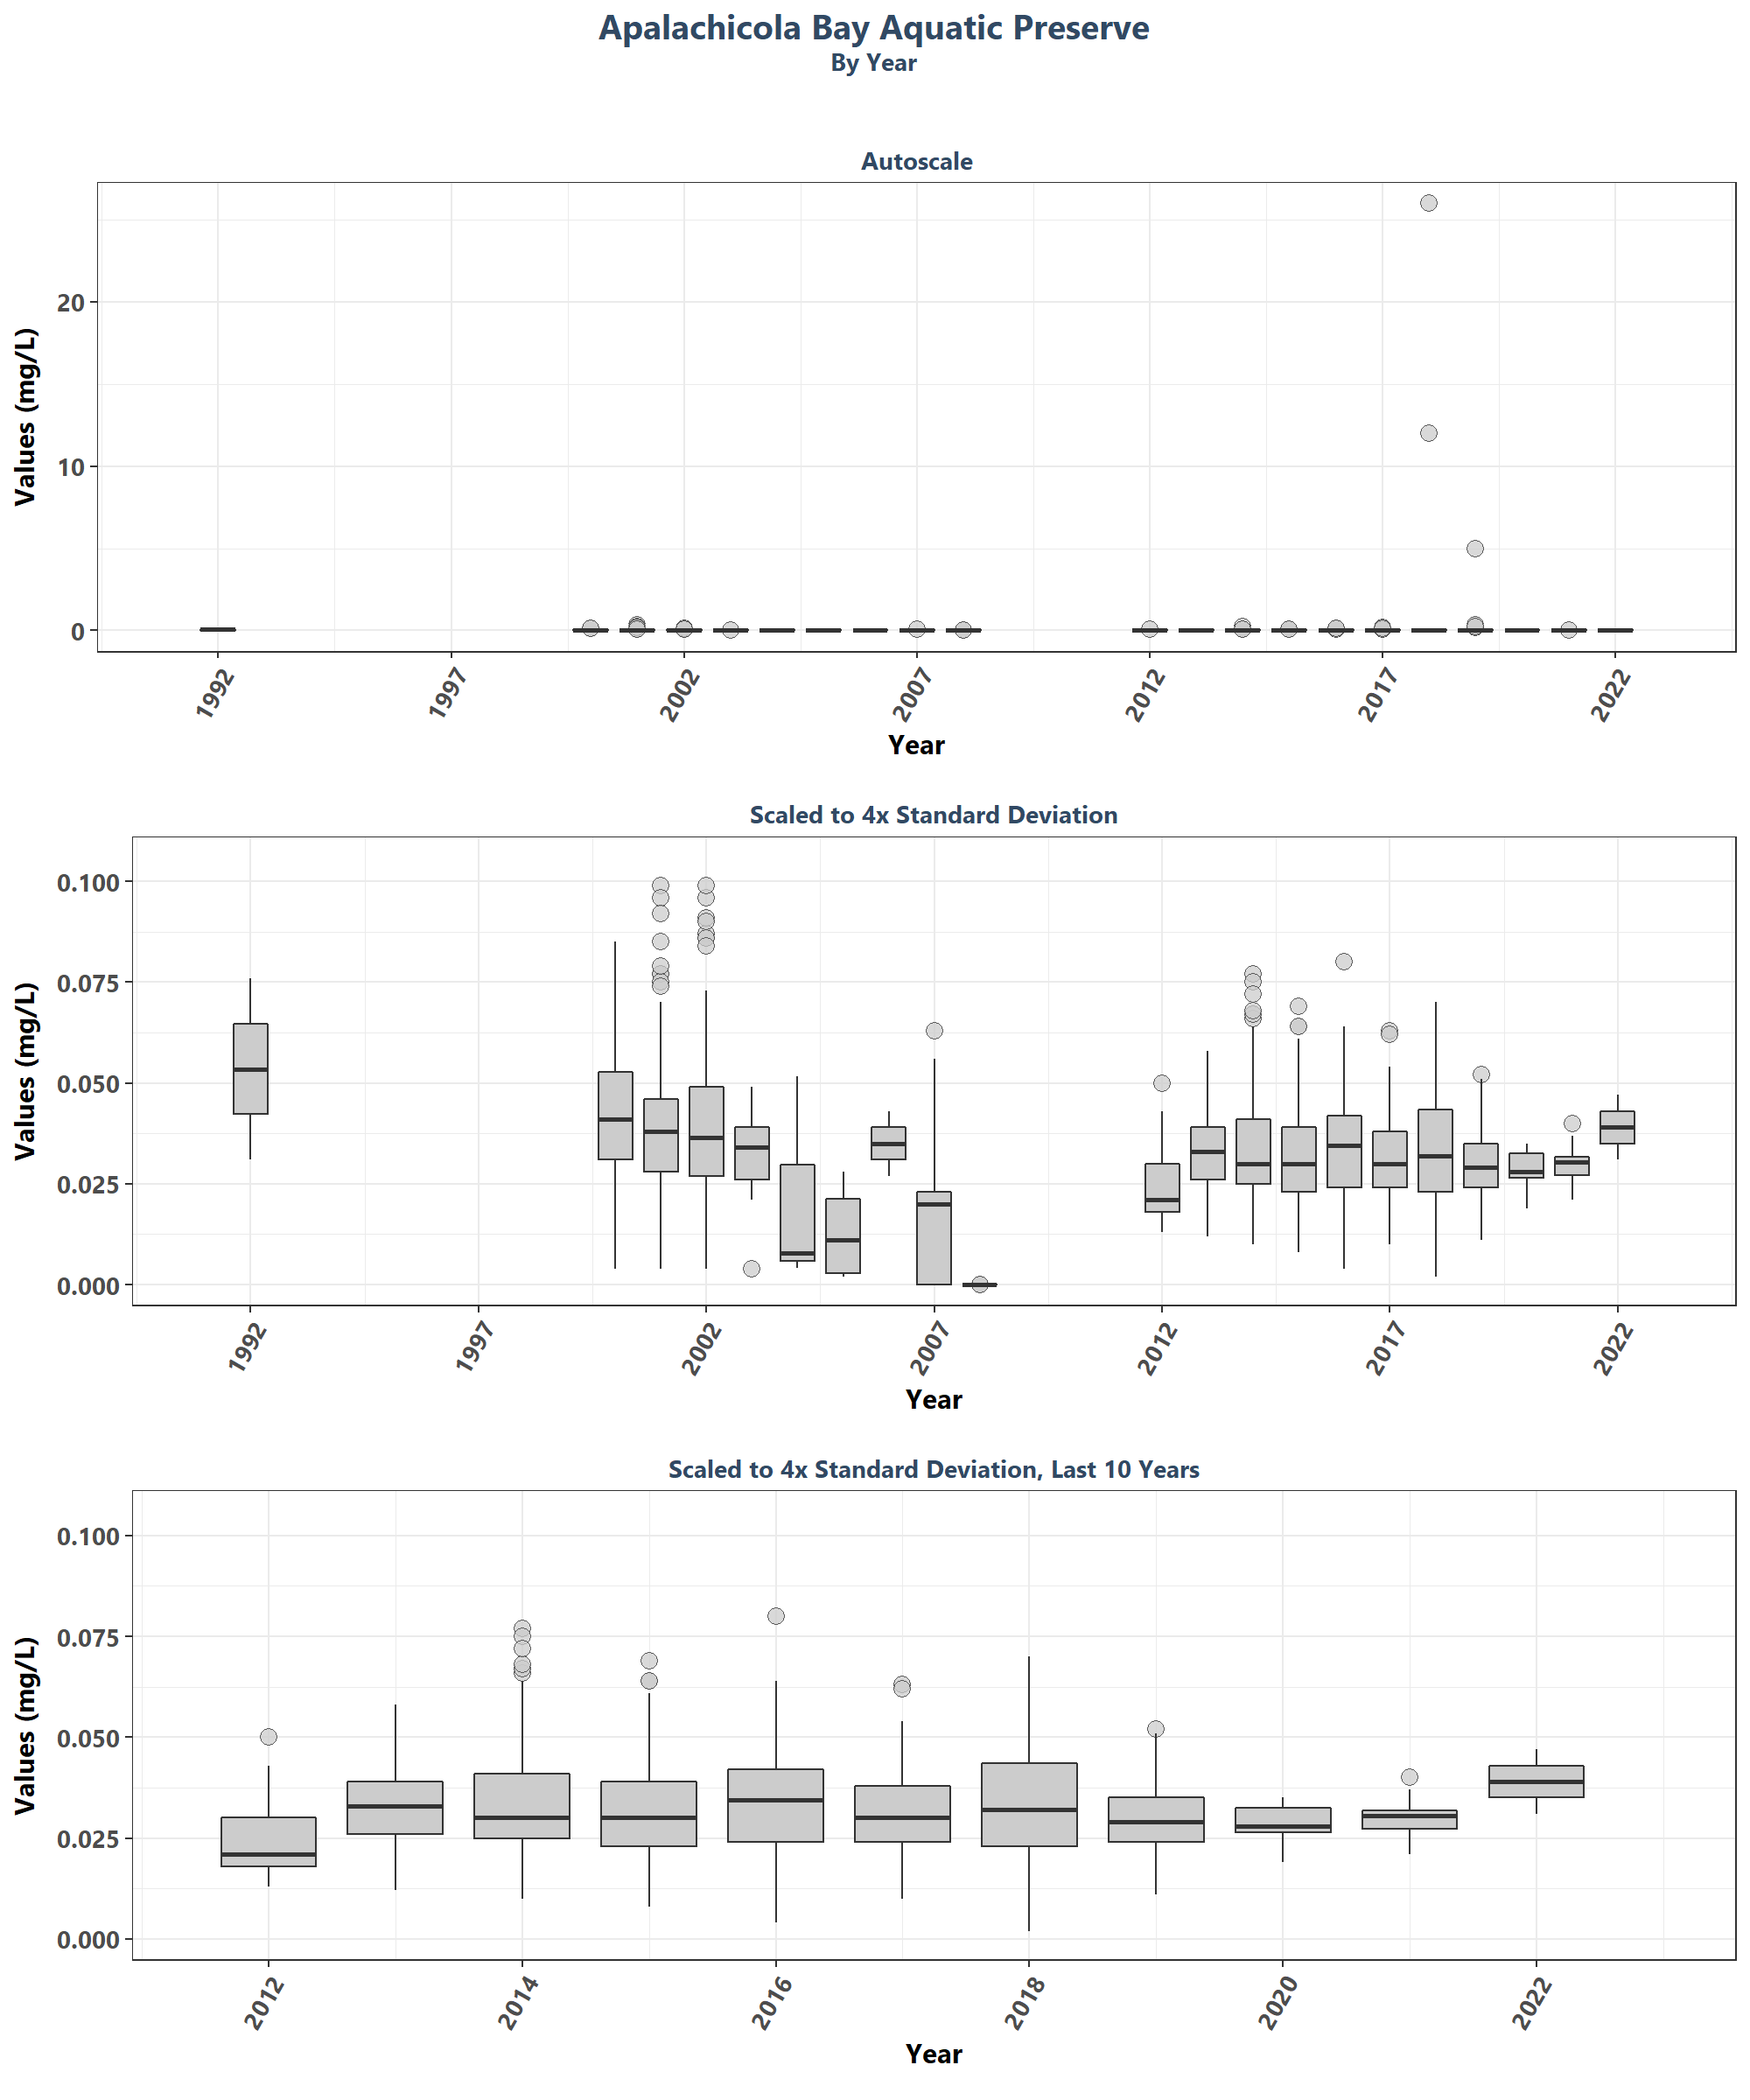 Apalachicola Bay Aquatic Preserve
By Year
Autoscale
Values (mg/L)
20
10
0
1992 1997 2002 2007 2012 2017 2022
Year
Scaled to 4x Standard Deviation
Values (mg/L)
0.100
0.075
0.050
0.025
0.000
1992 1997 2002 2007 2012 2017 2022
Year
Scaled to 4x Standard Deviation, Last 10 Years
Values (mg/L)
0.100
0.075
0.050
0.025
0.000
2012 2014 2016 2018 2020 2022
Year